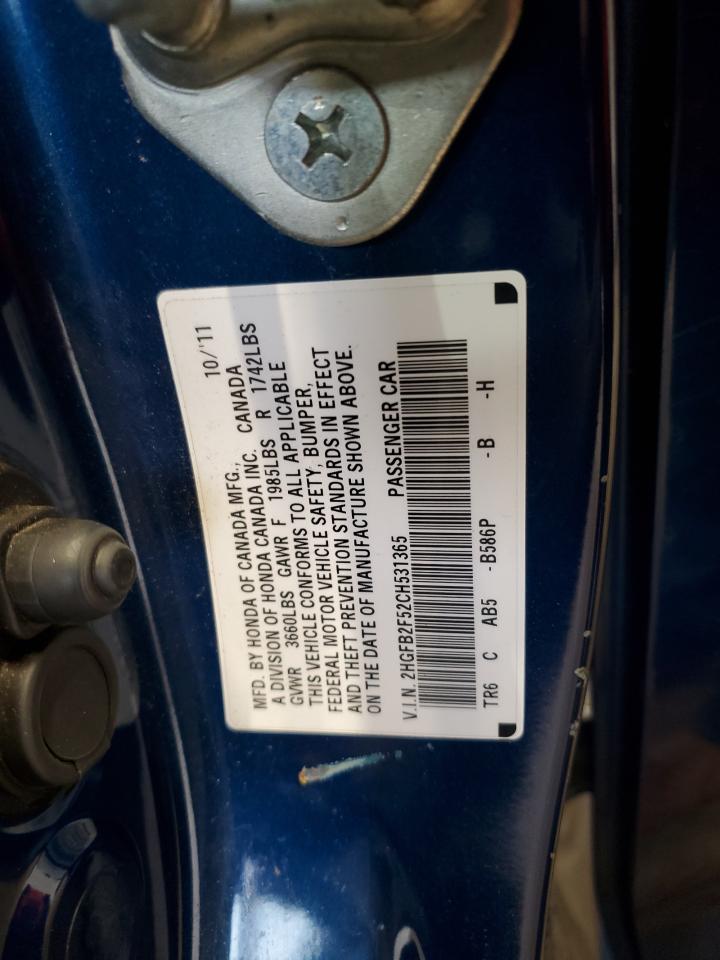 10/'11
MFD. BY HONDA OF CANADA MFG.,
A DIVISION OF HONDA CANADA INC. CANADA
GVWR 3660LBS GAWR F 1985LBS R 1742LBS
THIS VEHICLE CONFORMS TO ALL APPLICABLE
FEDERAL MOTOR VEHICLE SAFETY, BUMPER,
AND THEFT PREVENTION STANDARDS IN EFFECT
ON THE DATE OF MANUFACTURE SHOWN ABOVE.
V.I.N. 2HGFB2F52CH531365 PASSENGER CAR
TR6 C AB5 -B586P -B -H